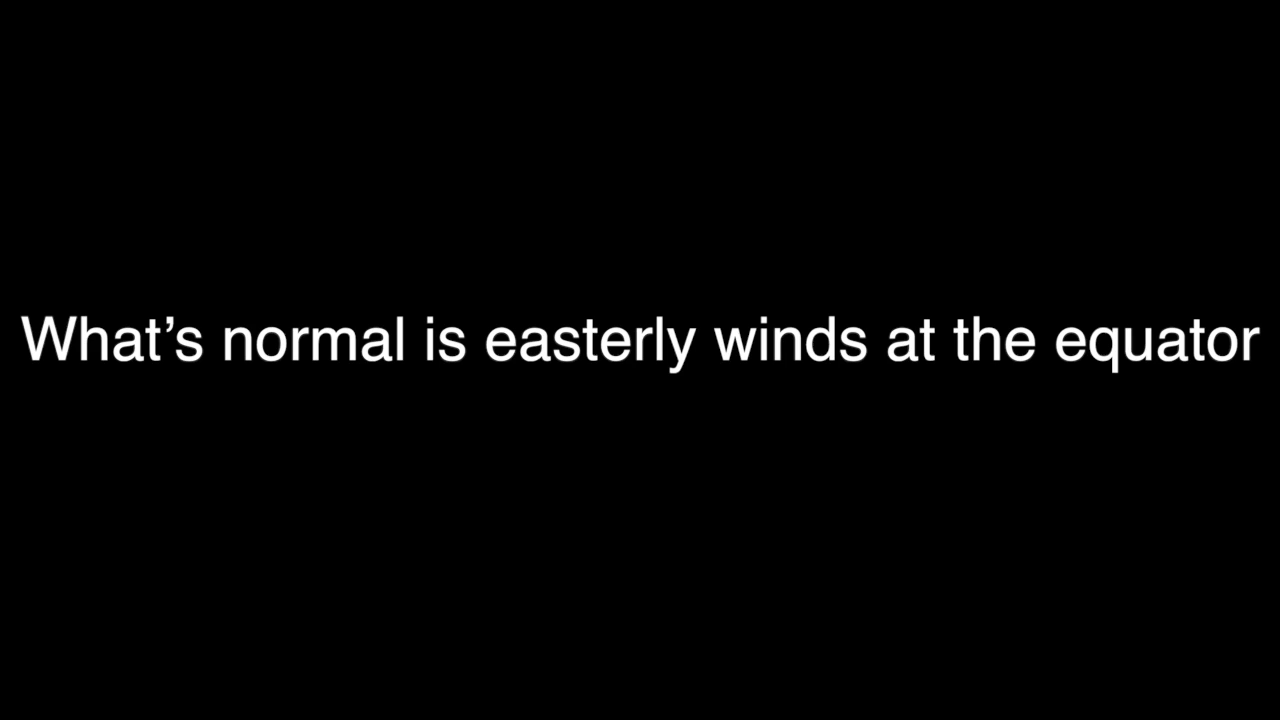 What’s normal is easterly winds at the equator